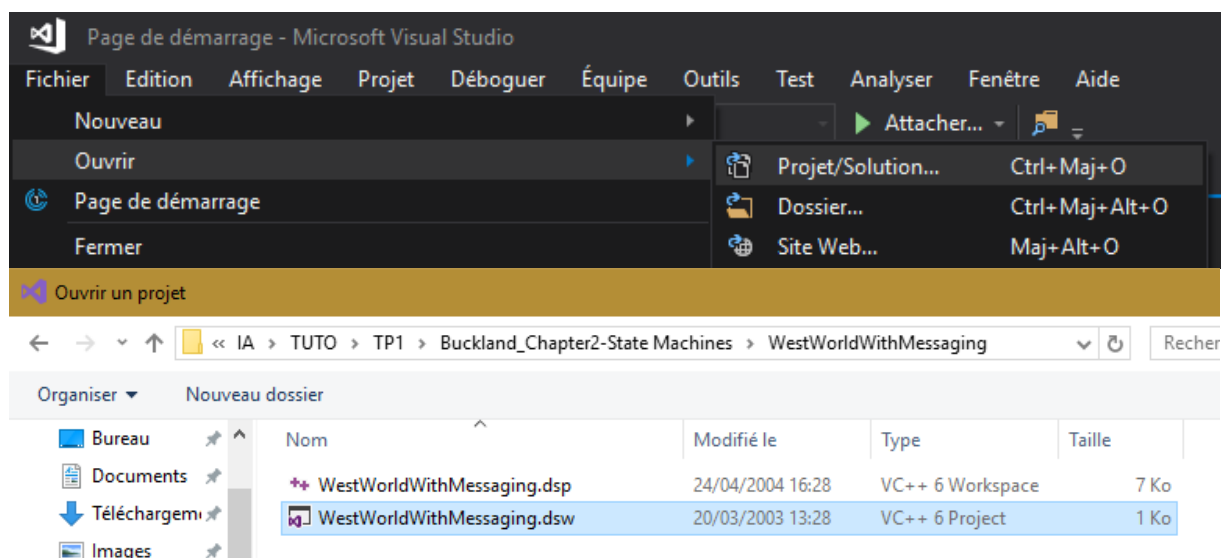 Page de démarrage - Microsoft Visual Studio
Fichier Edition Affichage Projet Déboguer Équipe Outils Test Analyser Fenêtre Aide
Nouveau Attacher...
Ouvrir Projet/Solution... Ctrl+Maj+O
Page de démarrage Dossier... Ctrl+Maj+Alt+O
Fermer Site Web... Maj+Alt+O
Ouvrir un projet
« IA > TUTO > TP1 > Buckland_Chapter2-State Machines > WestWorldWithMessaging Recher
Organiser Nouveau dossier
Bureau Nom Modifié le Type Taille
Documents WestWorldWithMessaging.dsp 24/04/2004 16:28 VC++ 6 Workspace 7 Ko
Téléchargem WestWorldWithMessaging.dsw 20/03/2003 13:28 VC++ 6 Project 1 Ko
Images